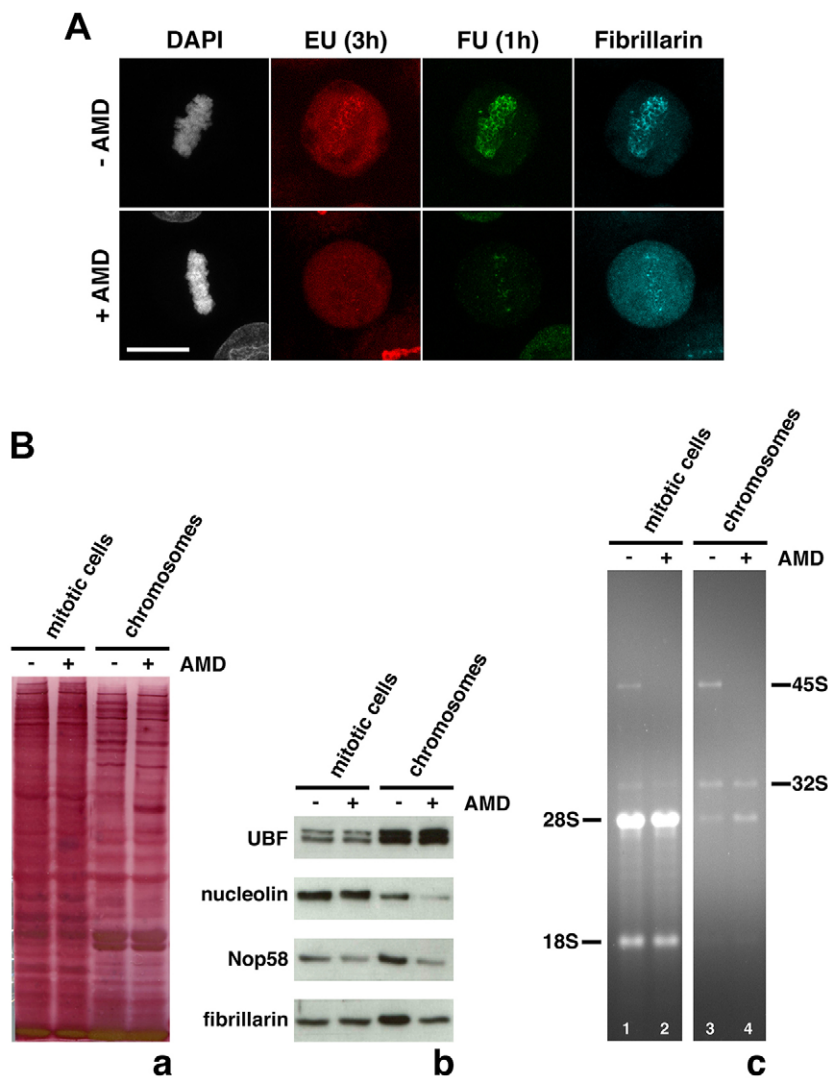 A
DAPI EU (3h) FU (1h) Fibrillarin
- AMD
+ AMD
B
mitotic cells
chromosomes
- + - + AMD
a
mitotic cells
chromosomes
- + - + AMD
UBF
nucleolin
Nop58
fibrillarin
b
mitotic cells
chromosomes
- + - + AMD
45S
32S
28S
18S
1 2 3 4
c